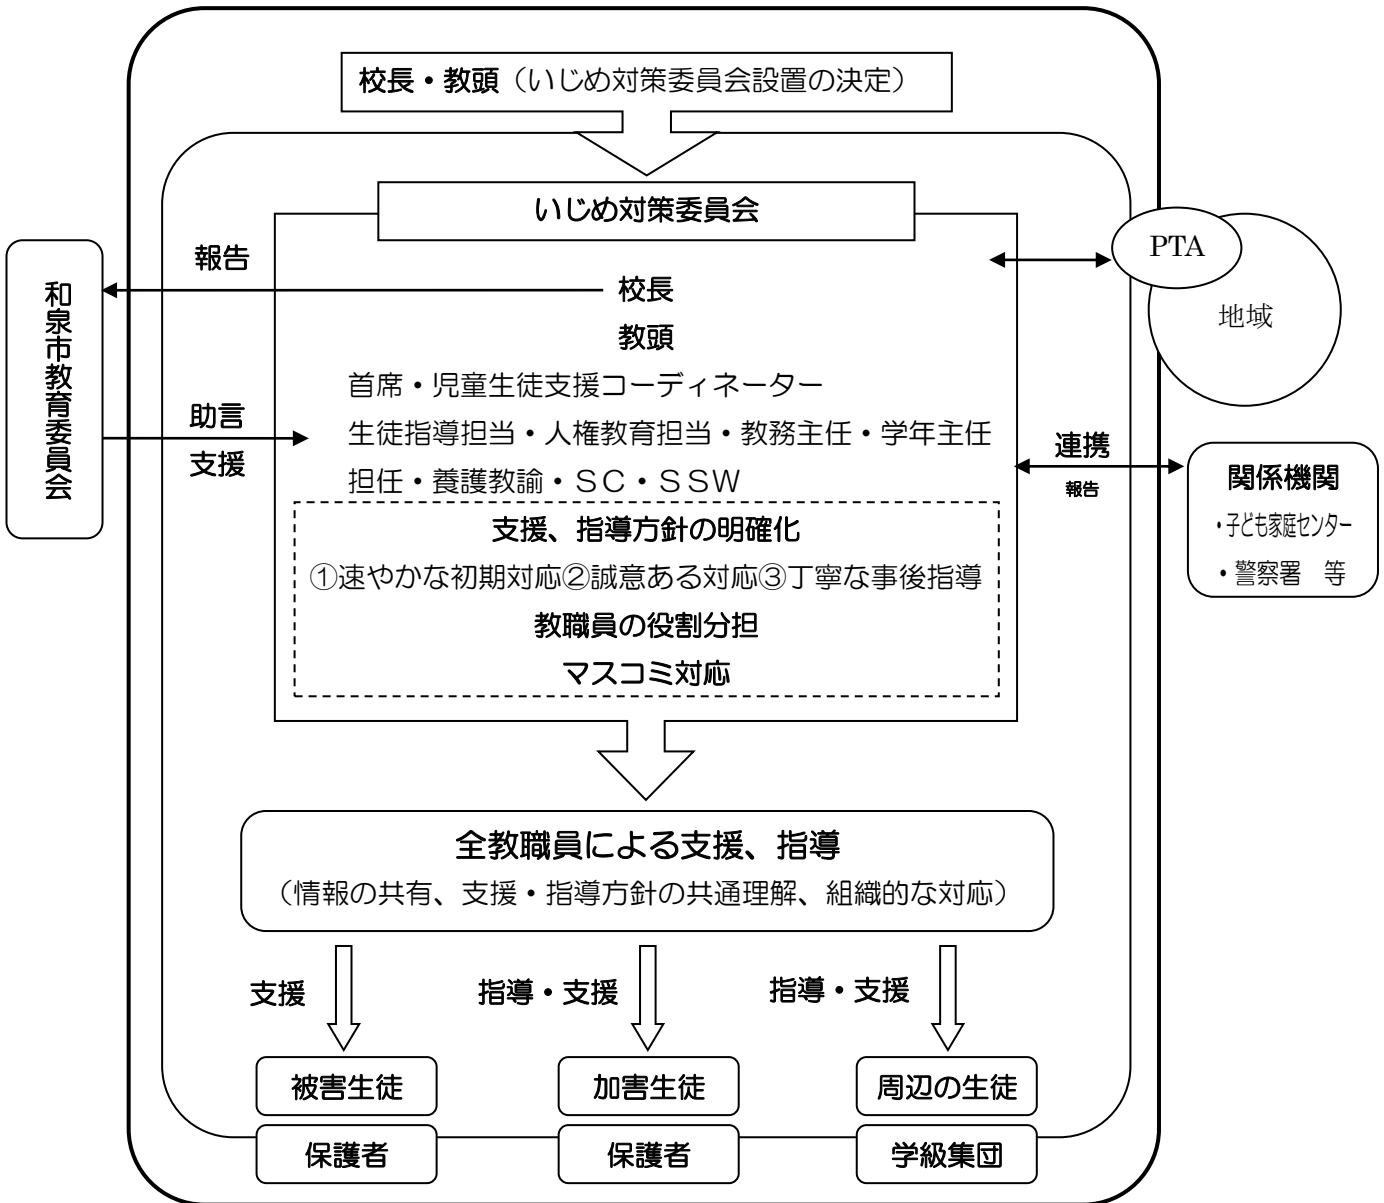 校長・教頭（いじめ対策委員会設置の決定）
いじめ対策委員会
報告
校長
教頭
首席・児童生徒支援コーディネーター
生徒指導担当・人権教育担当・教務主任・学年主任
担任・養護教諭・ＳＣ・ＳＳＷ
和泉市教育委員会
助言
支援
PTA
地域
連携
報告
関係機関
・子ども家庭センター
・警察署　等
支援、指導方針の明確化
①速やかな初期対応②誠意ある対応③丁寧な事後指導
教職員の役割分担
マスコミ対応
全教職員による支援、指導
（情報の共有、支援・指導方針の共通理解、組織的な対応）
支援
指導・支援
指導・支援
被害生徒
加害生徒
周辺の生徒
保護者
保護者
学級集団